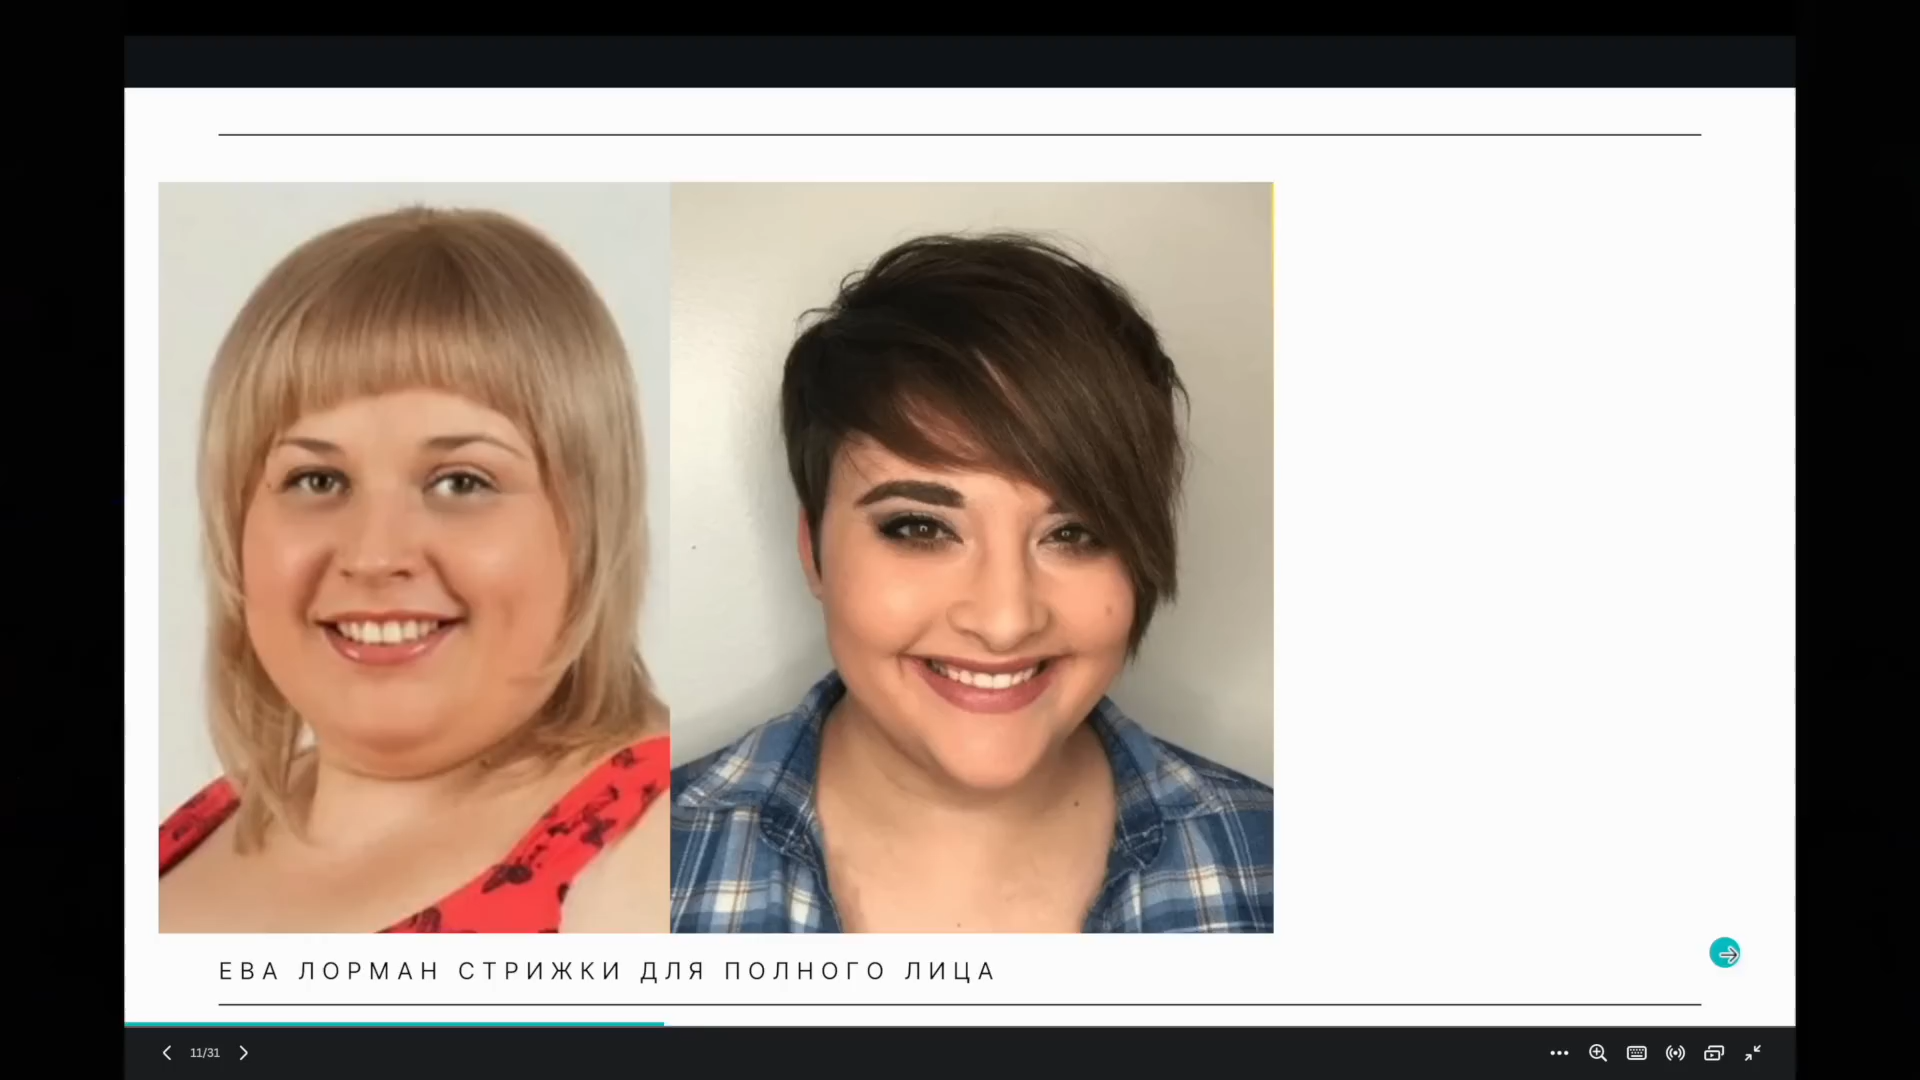 ЕВА ЛОРМАН СТРИЖКИ ДЛЯ ПОЛНОГО ЛИЦА
11/31